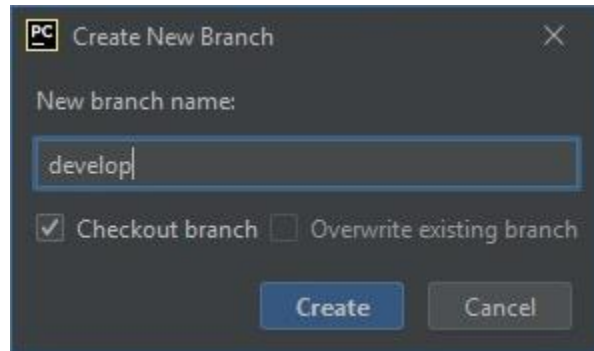 PC Create New Branch
New branch name:
develop
Checkout branch Overwrite existing branch
Create Cancel